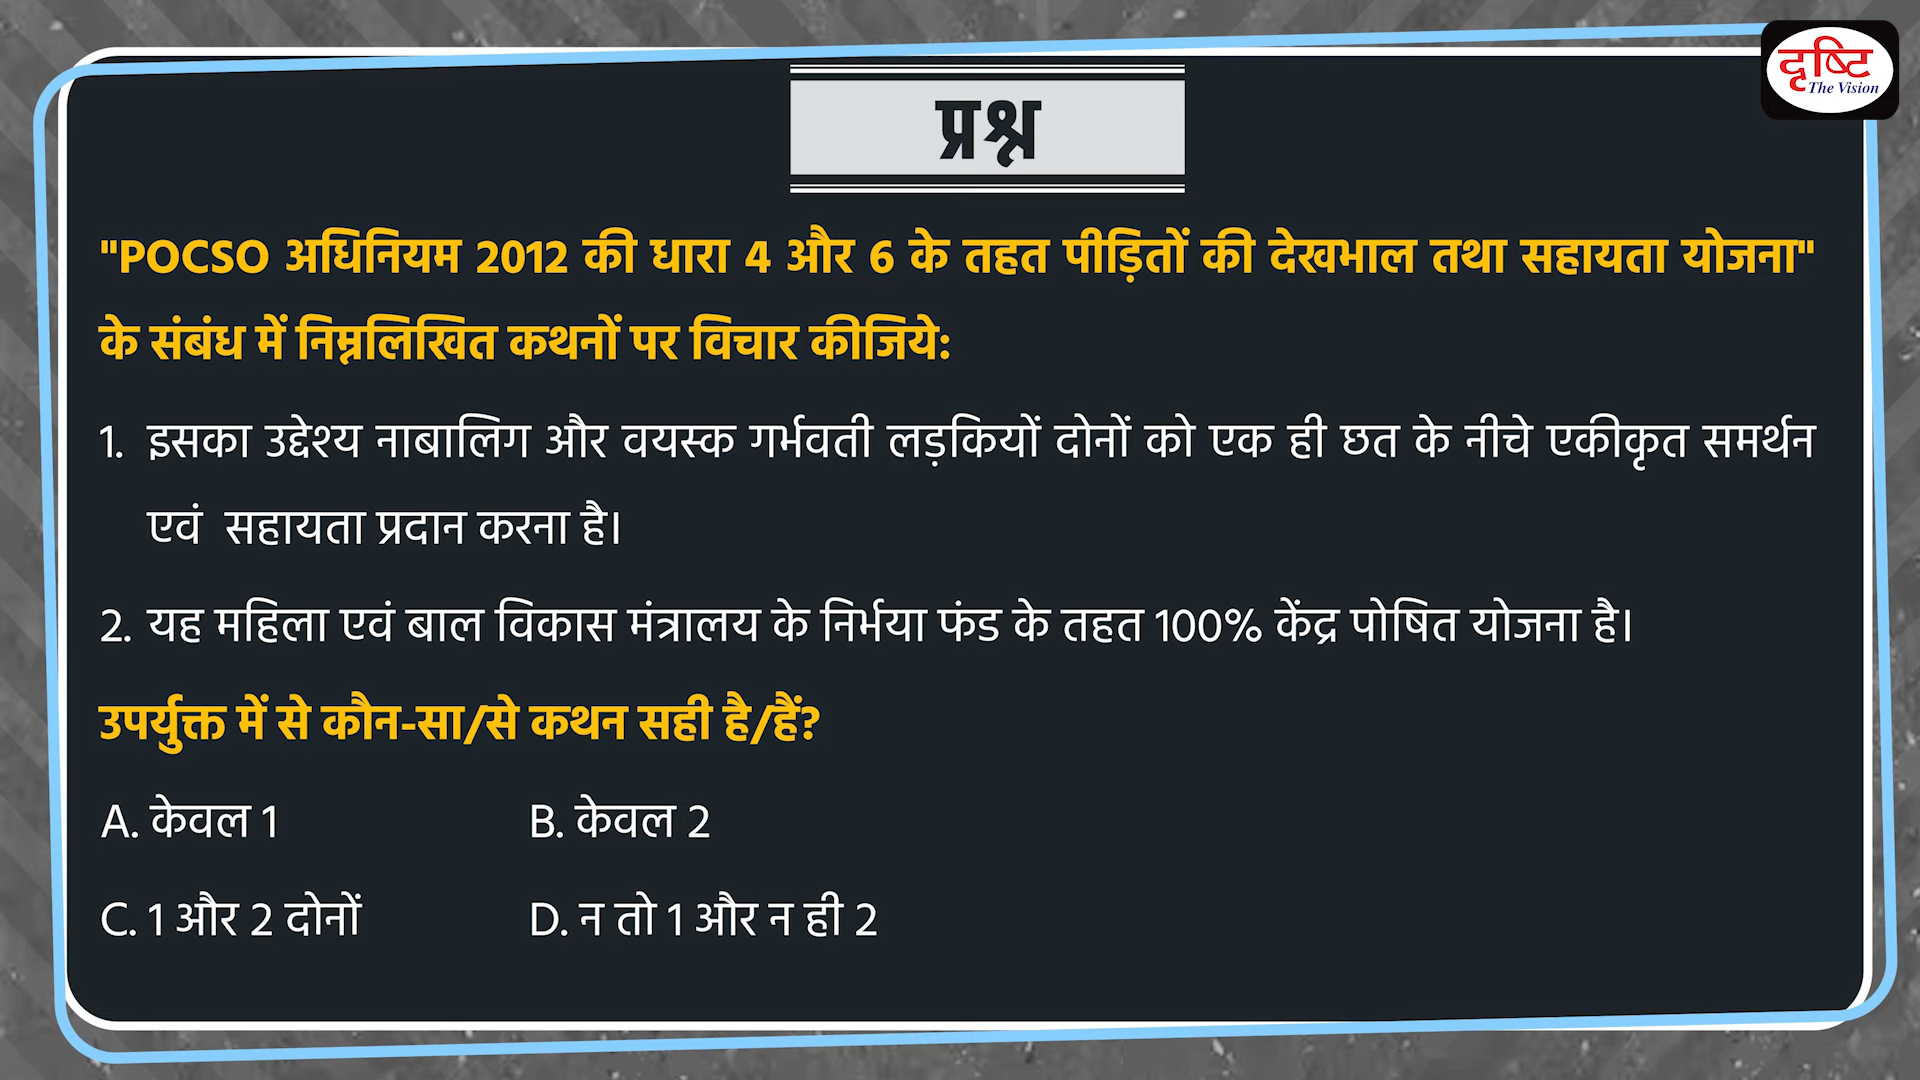 दृष्टि
The Vision
प्रश्न
"POCSO अधिनियम 2012 की धारा 4 और 6 के तहत पीड़ितों की देखभाल तथा सहायता योजना"
के संबंध में निम्नलिखित कथनों पर विचार कीजिये:
1. इसका उद्देश्य नाबालिग और वयस्क गर्भवती लड़कियों दोनों को एक ही छत के नीचे एकीकृत समर्थन
एवं सहायता प्रदान करना है।
2. यह महिला एवं बाल विकास मंत्रालय के निर्भया फंड के तहत 100% केंद्र पोषित योजना है।
उपर्युक्त में से कौन-सा/से कथन सही है/हैं?
A. केवल 1 B. केवल 2
C. 1 और 2 दोनों D. न तो 1 और न ही 2